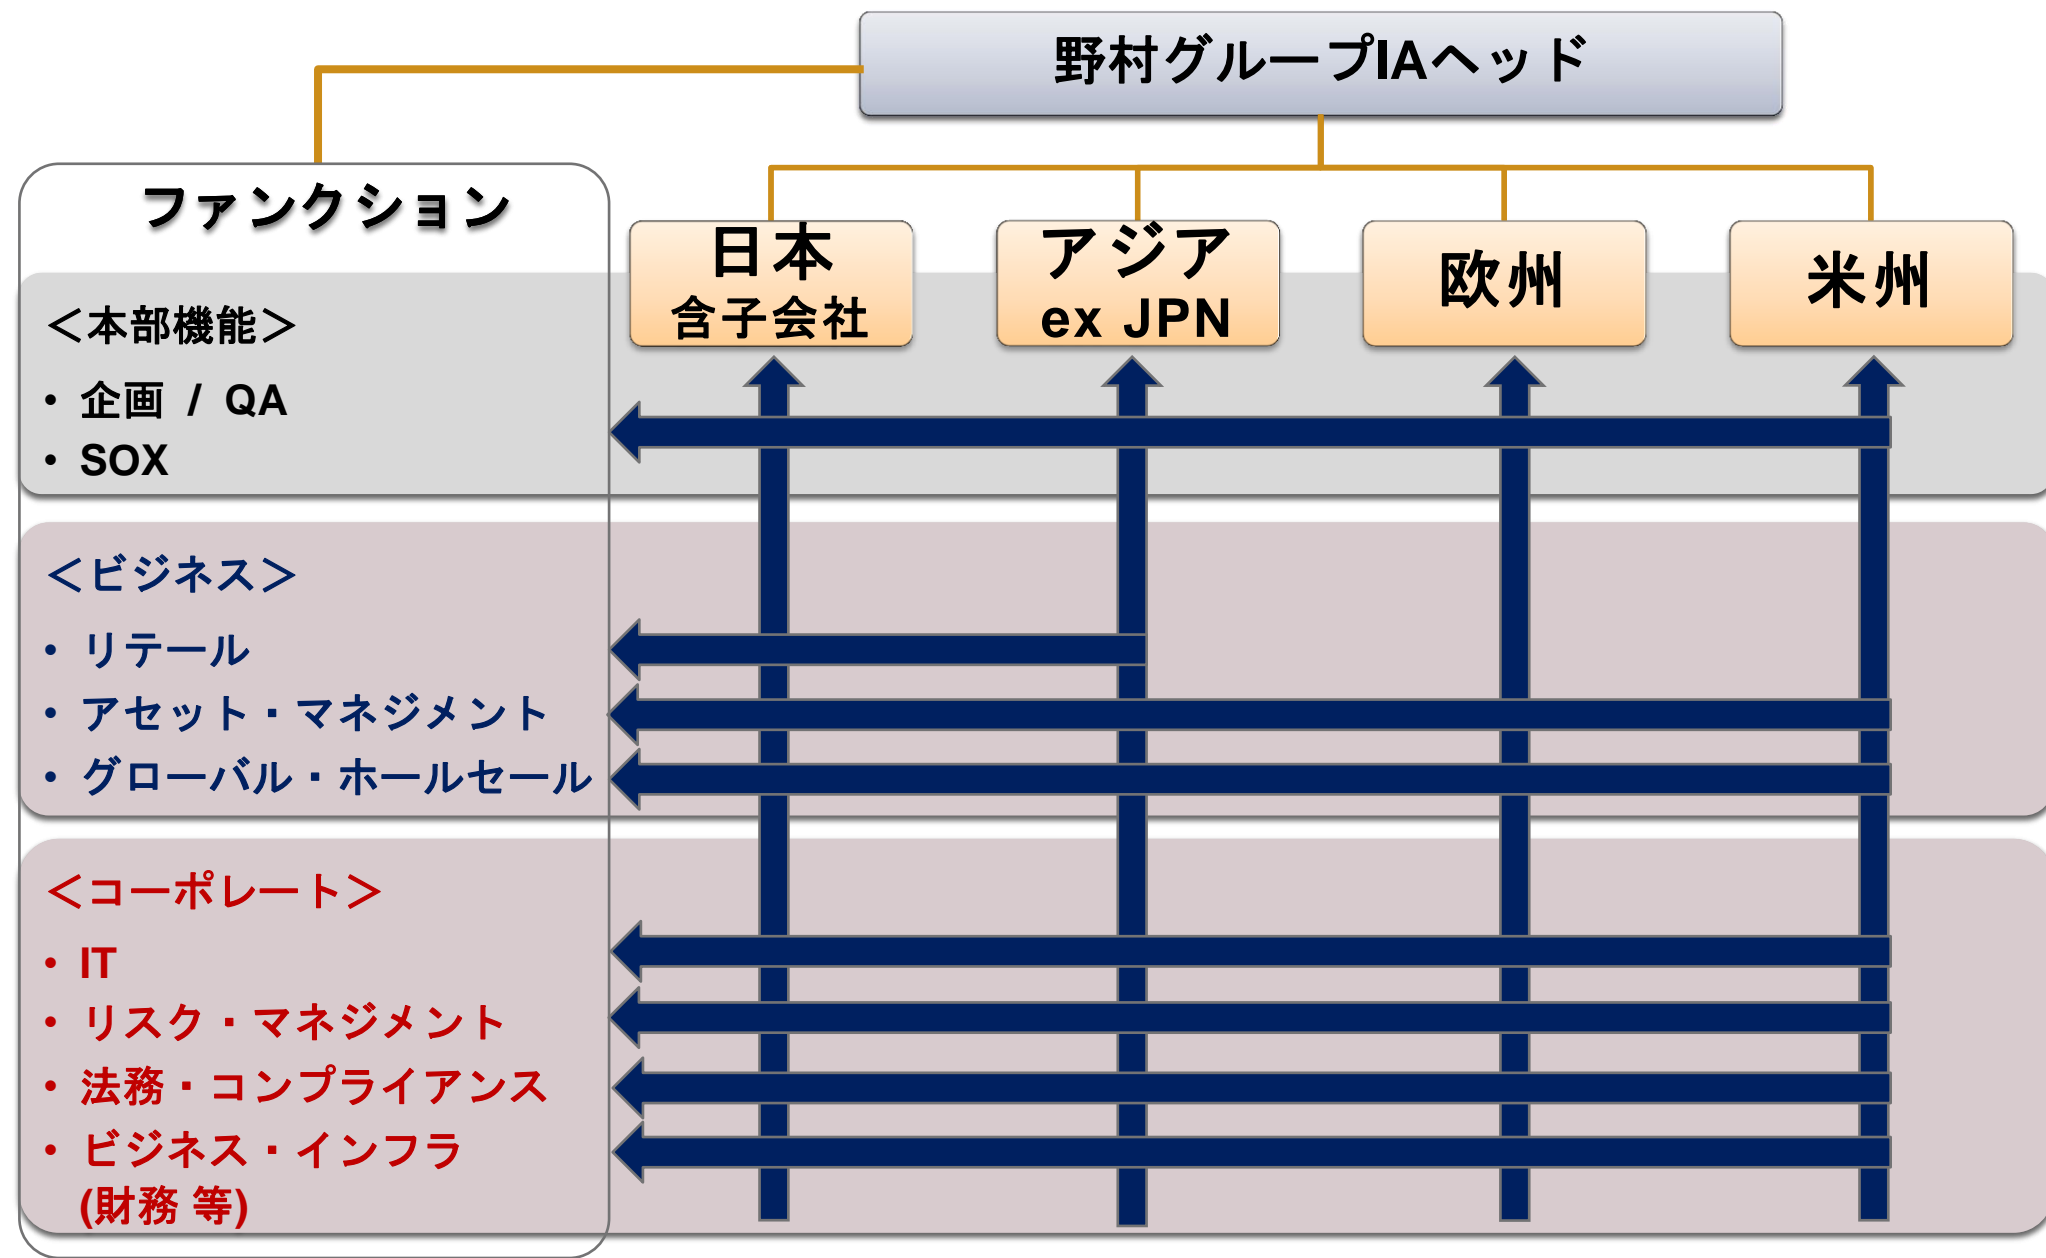 野村グループIAヘッド
ファンクション
日本
含子会社
アジア
ex JPN
欧州
米州
＜本部機能＞
・企画 / QA
・SOX
＜ビジネス＞
・リテール
・アセット・マネジメント
・グローバル・ホールセール
＜コーポレート＞
・IT
・リスク・マネジメント
・法務・コンプライアンス
・ビジネス・インフラ
(財務 等)